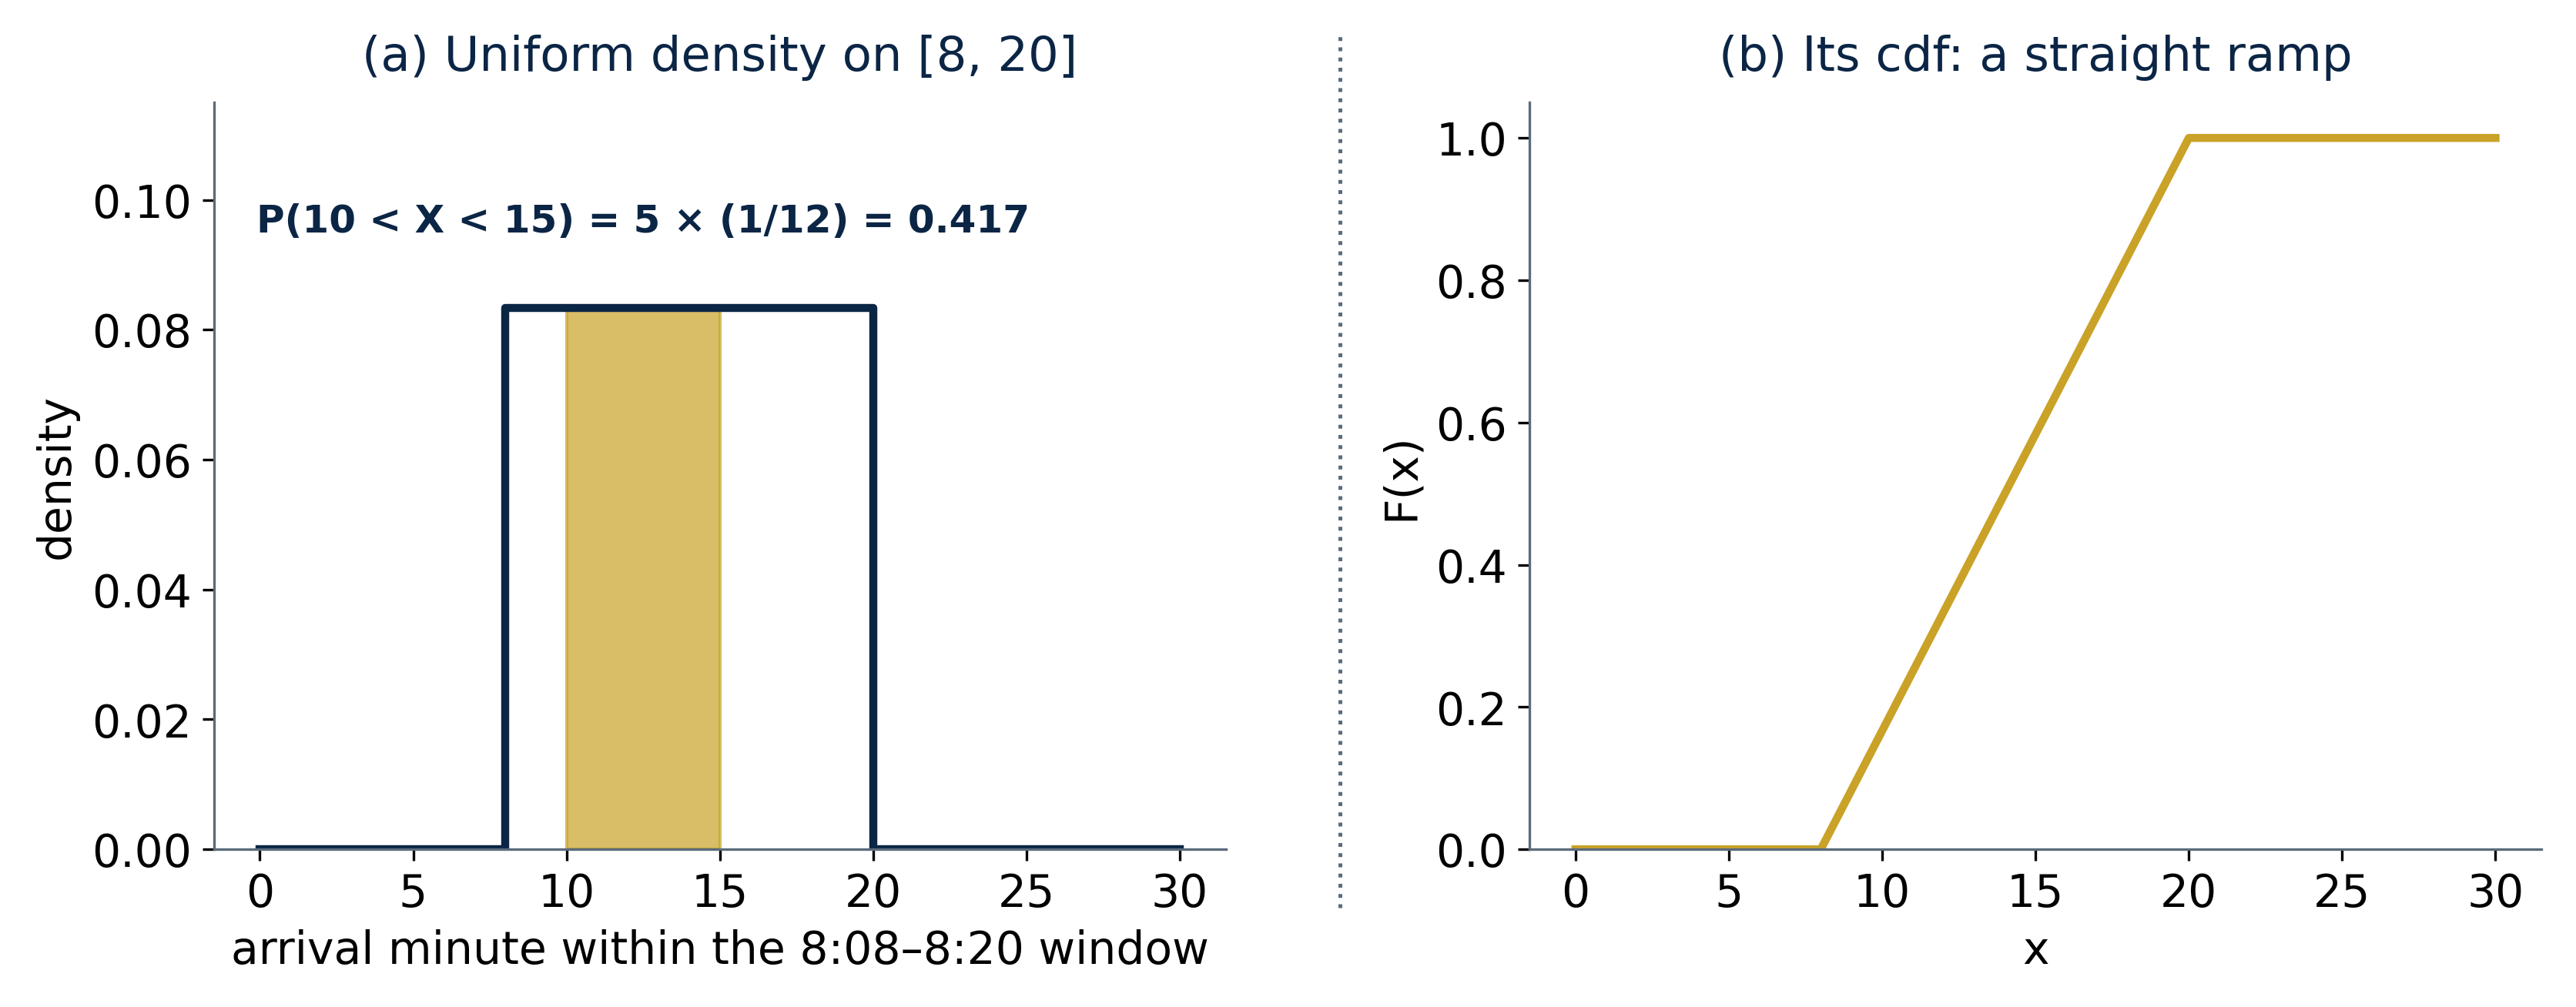 (a) Uniform density on [8, 20]
P(10 < X < 15) = 5 × (1/12) = 0.417
density
0.10
0.08
0.06
0.04
0.02
0.00
0 5 10 15 20 25 30
arrival minute within the 8:08–8:20 window
(b) Its cdf: a straight ramp
F(x)
1.0
0.8
0.6
0.4
0.2
0.0
0 5 10 15 20 25 30
x